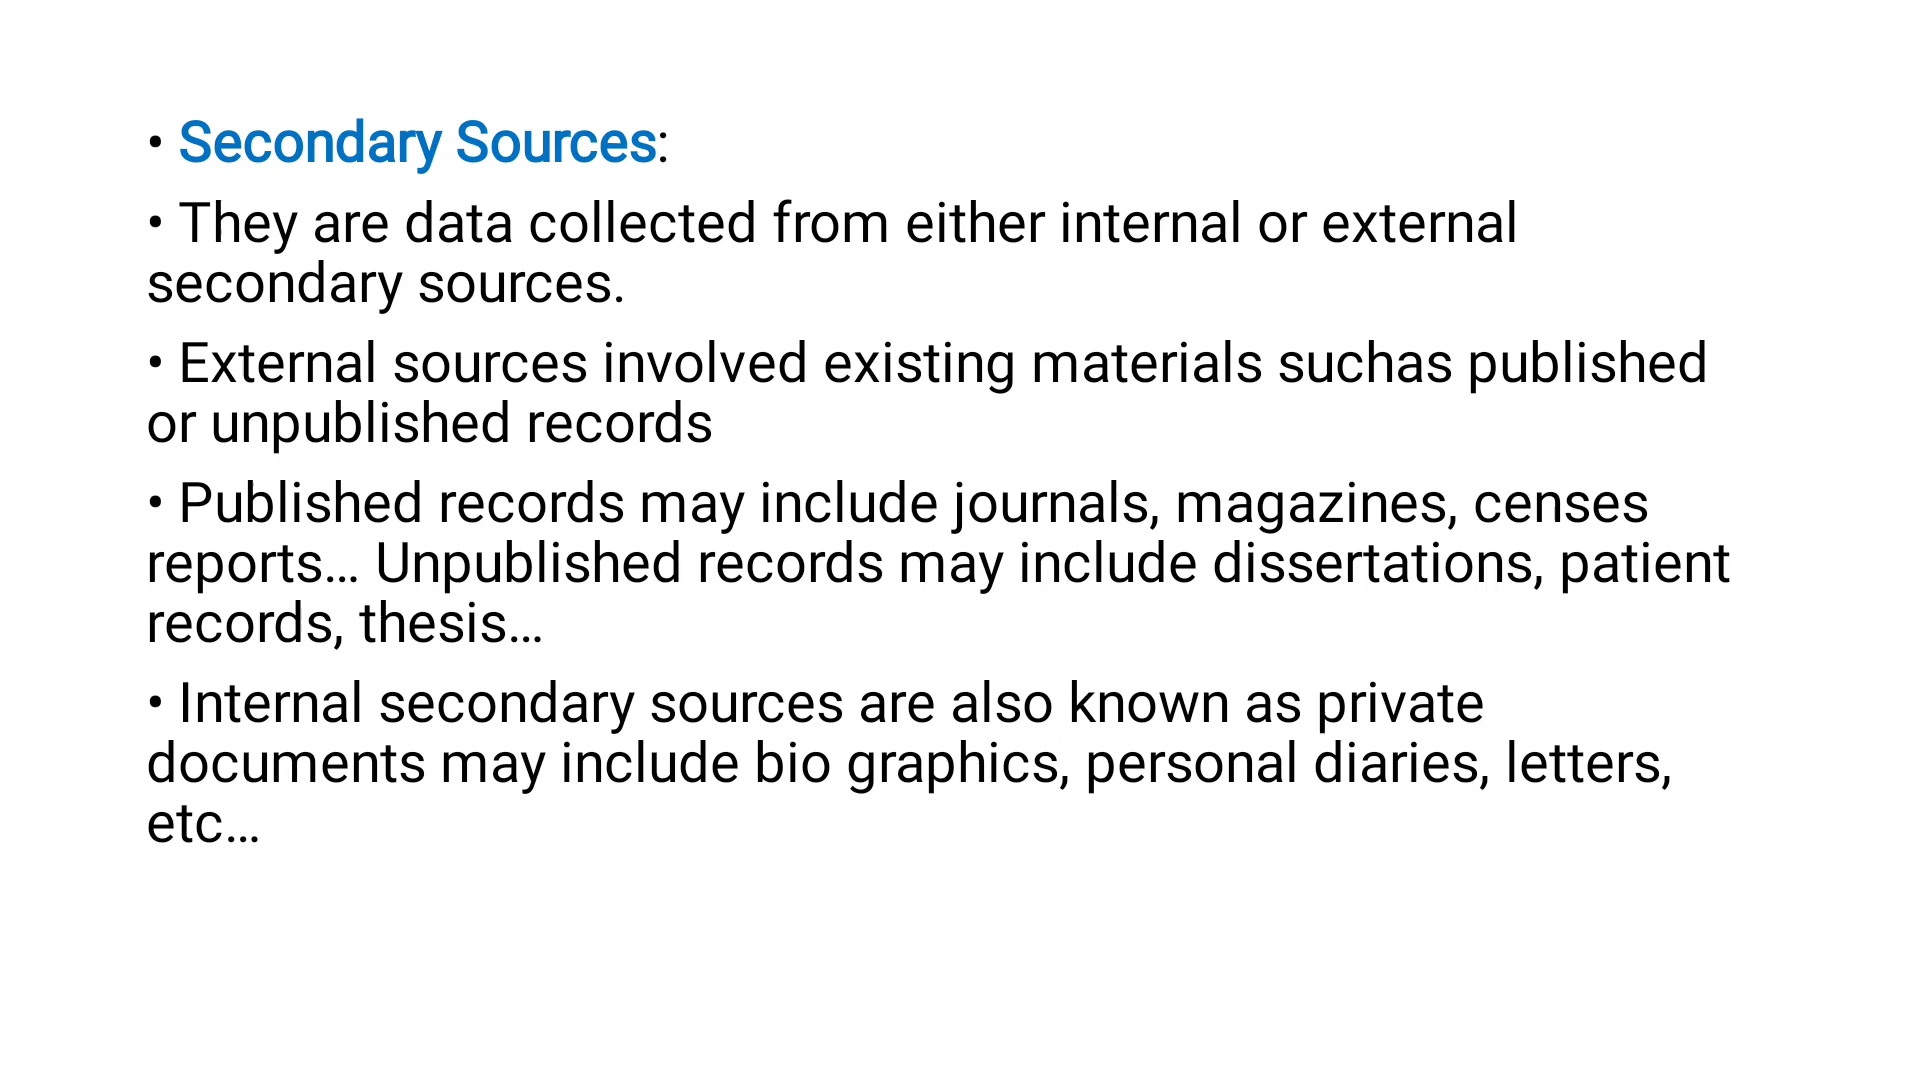 • Secondary Sources:
• They are data collected from either internal or external
secondary sources.
• External sources involved existing materials suchas published
or unpublished records
• Published records may include journals, magazines, censes
reports... Unpublished records may include dissertations, patient
records, thesis...
• Internal secondary sources are also known as private
documents may include bio graphics, personal diaries, letters,
etc...